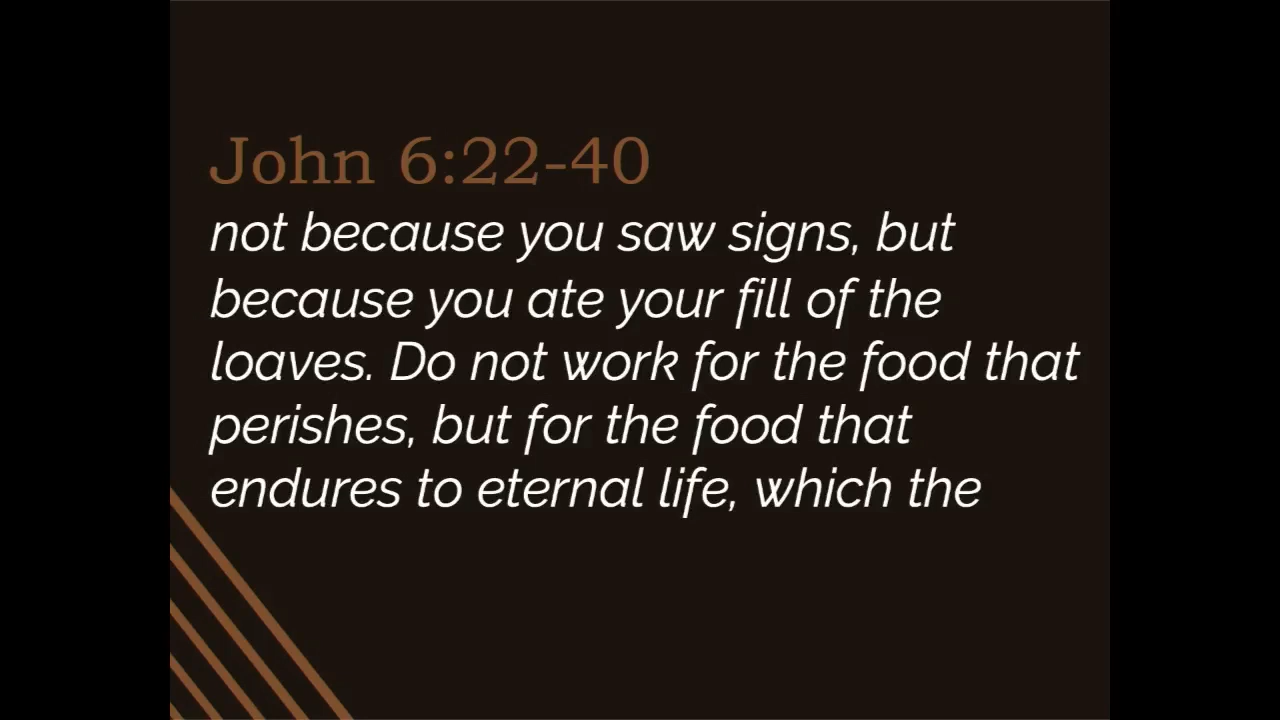 John 6:22-40
not because you saw signs, but
because you ate your fill of the
loaves. Do not work for the food that
perishes, but for the food that
endures to eternal life, which the